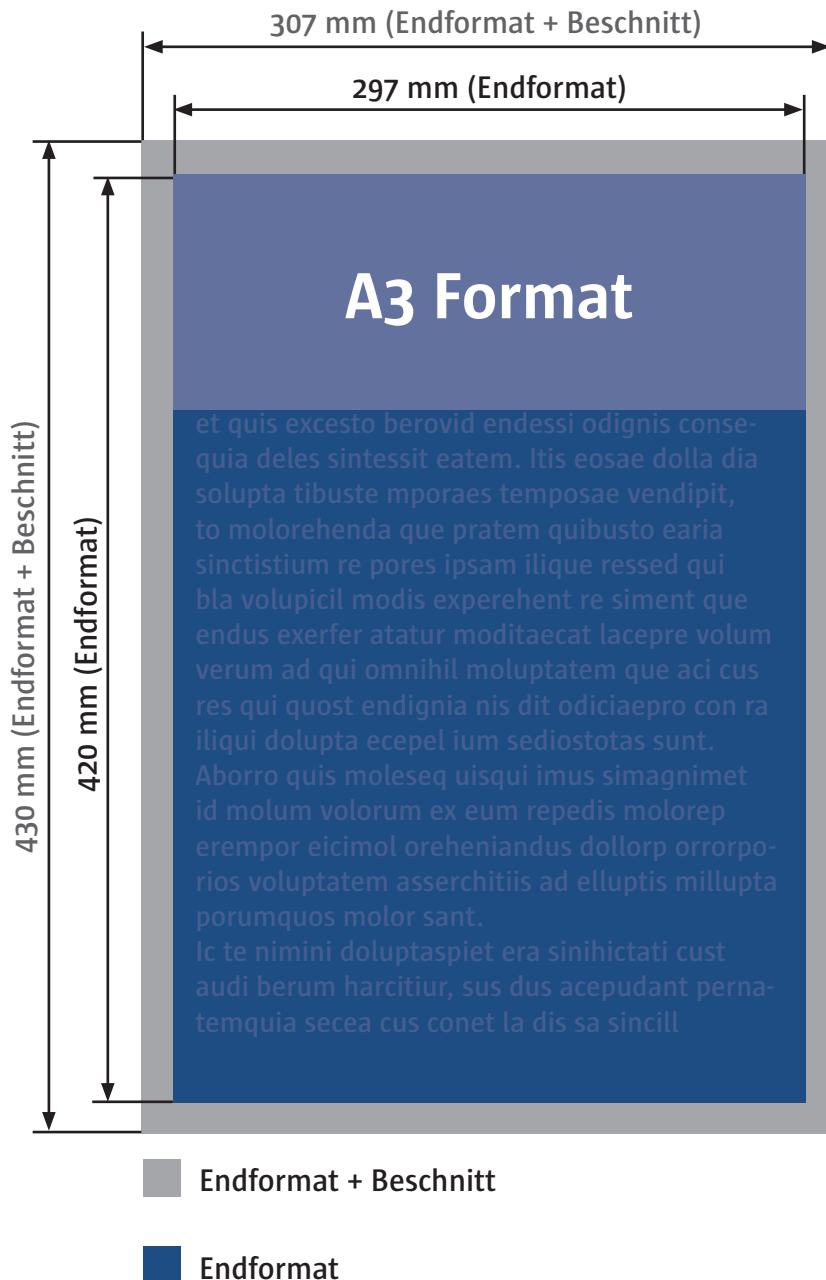 307 mm (Endformat + Beschnitt)
297 mm (Endformat)
430 mm (Endformat + Beschnitt)
420 mm (Endformat)
A3 Format
et quis excesto berovid endessi odignis conse-
quia deles sintessit eatem. Itis eosae dolla dia
solupta tibuste mporaes temposae vendipit,
to molorehenda que pratem quibusto earia
sinctistium re pores ipsam ilique ressed qui
bla volupicil modis experehent re siment que
endus exerfer atatur moditaecat lacepre volum
verum ad qui omnihil moluptatem que aci cus
res qui quost endignia nis dit odiciaepro con ra
iliqui dolupta ecepel ium sediostotas sunt.
Aborro quis moleseq uisqui imus simagnimet
id molum volorum ex eum repedis molorep
erempor eicimol oreheniandus dollorp orrorpo-
rios voluptatem asserchitiis ad elluptis millupta
porumquos molor sant.
Ic te nimini doluptaspiet era sinihictati cust
audi berum harcitiur, sus dus acepudant perna-
temquia secea cus conet la dis sa sincill
Endformat + Beschnitt
Endformat